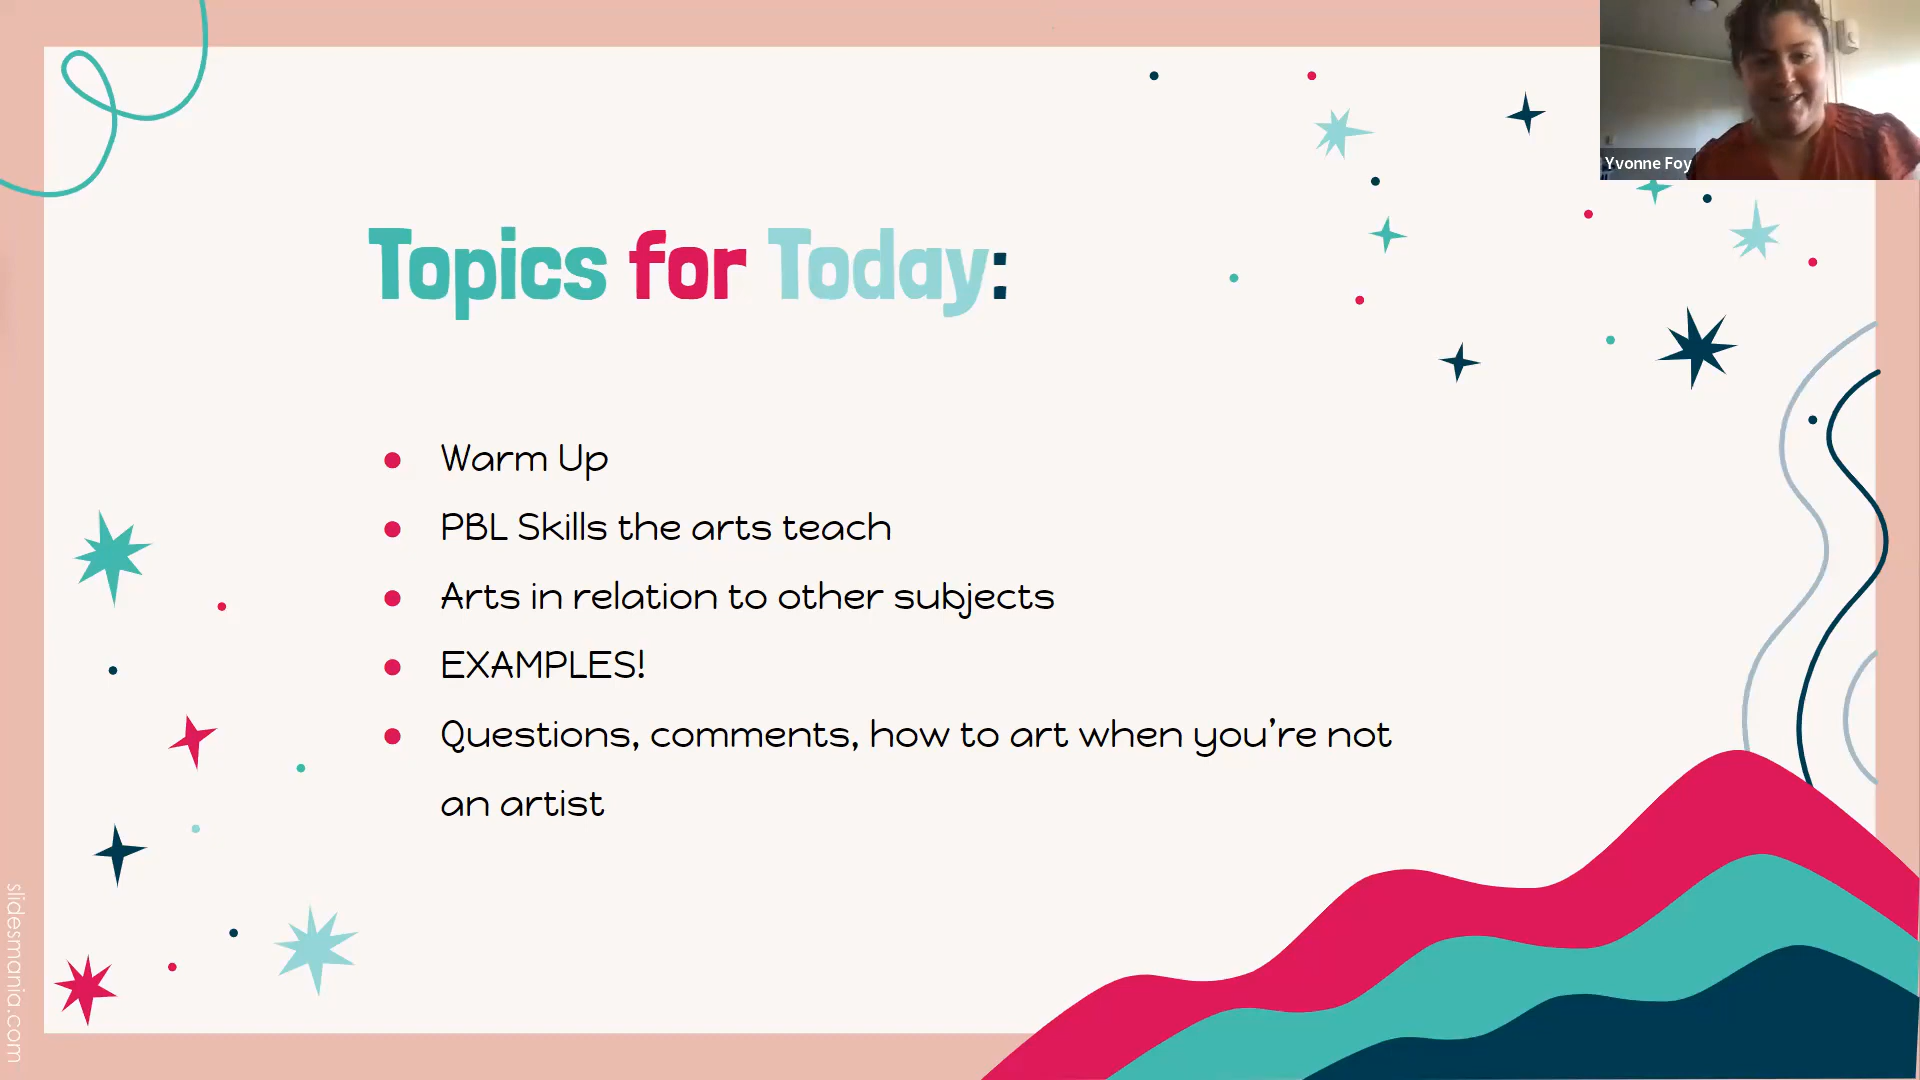 Topics for Today:
Warm Up
PBL Skills the arts teach
Arts in relation to other subjects
EXAMPLES!
Questions, comments, how to art when you’re not
an artist
Yvonne Foy
slidesmania.com